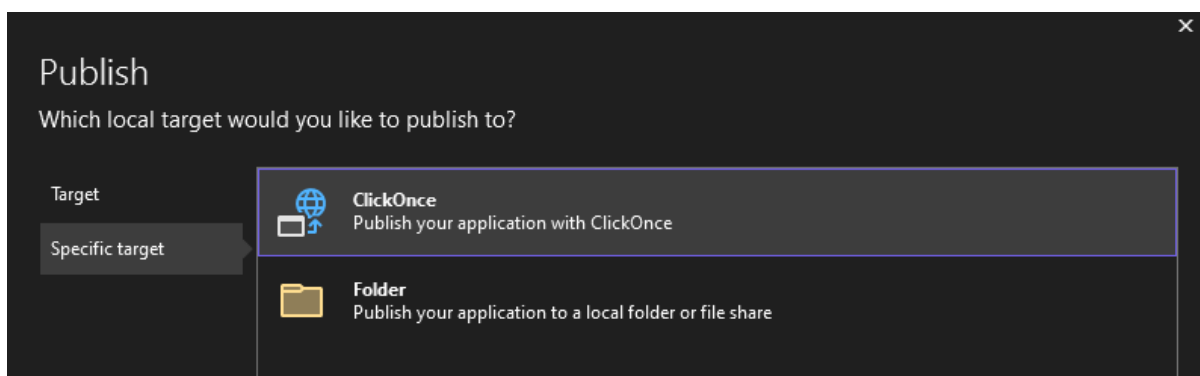 Publish
Which local target would you like to publish to?
Target
Specific target
ClickOnce
Publish your application with ClickOnce
Folder
Publish your application to a local folder or file share